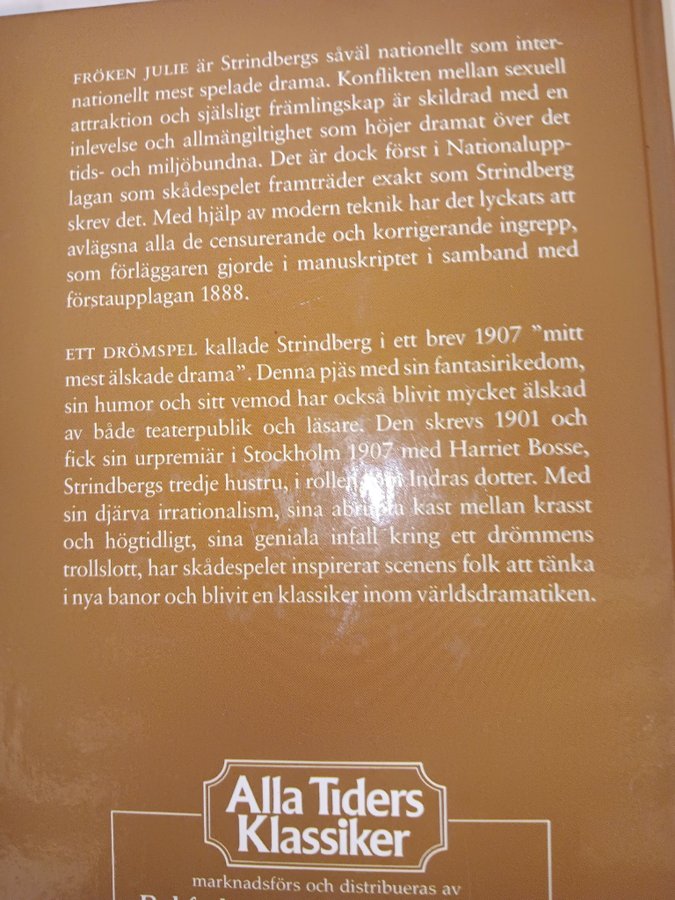 FRÖKEN JULIE är Strindbergs såväl nationellt som inter-
nationellt mest spelade drama. Konflikten mellan sexuell
attraktion och själsligt främlingskap är skildrad med en
inlevelse och allmängiltighet som höjer dramat över det
tids- och miljöbundna. Det är dock först i Nationalupp-
lagan som skådespelet framträder exakt som Strindberg
skrev det. Med hjälp av modern teknik har det lyckats att
avlägsna alla de censurerande och korrigerande ingrepp,
som förläggaren gjorde i manuskriptet i samband med
förstaupplagan 1888.
ETT DRÖMSPEL kallade Strindberg i ett brev 1907 ”mitt
mest älskade drama”. Denna pjäs med sin fantasirikedom,
sin humor och sitt vemod har också blivit mycket älskad
av både teaterpublik och läsare. Den skrevs 1901 och
fick sin urpremiär i Stockholm 1907 med Harriet Bosse,
Strindbergs tredje hustru, i rollen som Indras dotter. Med
sin djärva irrationalism, sina abrupta kast mellan krasst
och högtidligt, sina geniala infall kring ett drömmens
trollslott, har skådespelet inspirerat scenens folk att tänka
i nya banor och blivit en klassiker inom världsdramatiken.
Alla Tiders
Klassiker
marknadsförs och distribueras av